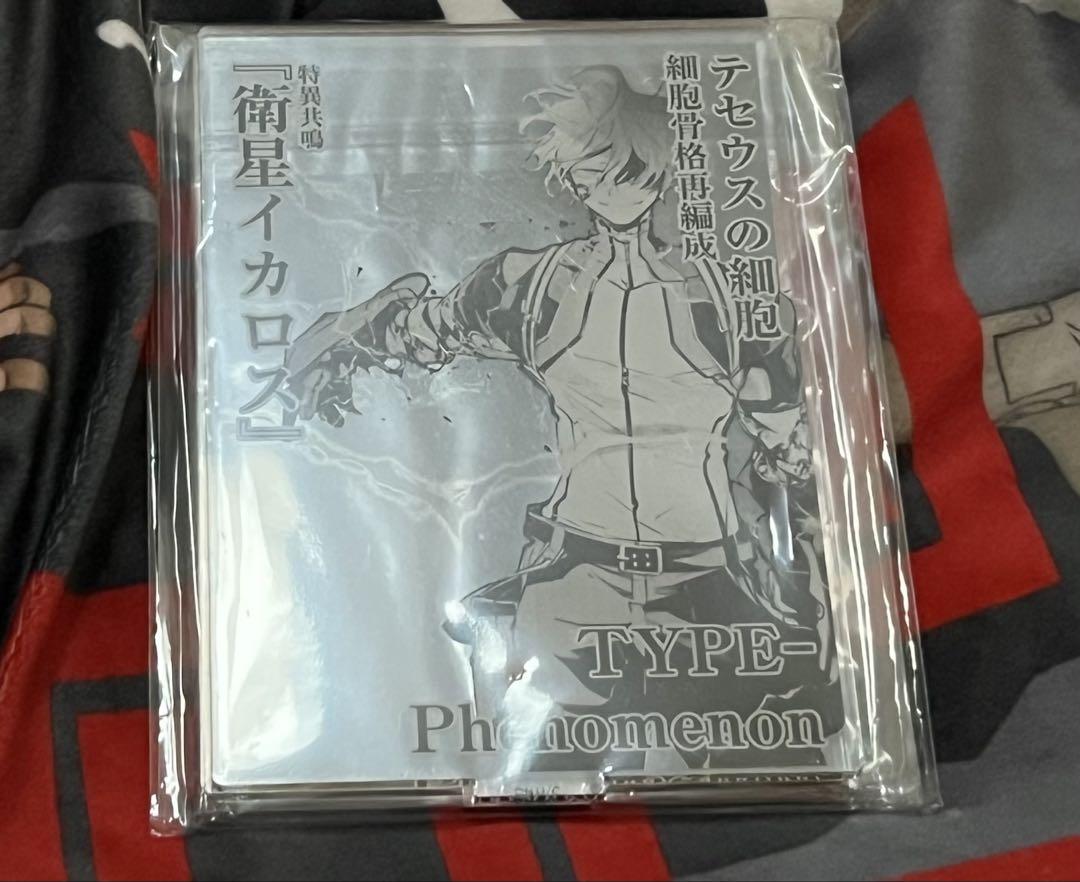 テセウスの細胞
細胞骨格再編成
特異共鳴
『衛星イカロス』
TYPE-
Phenomenon